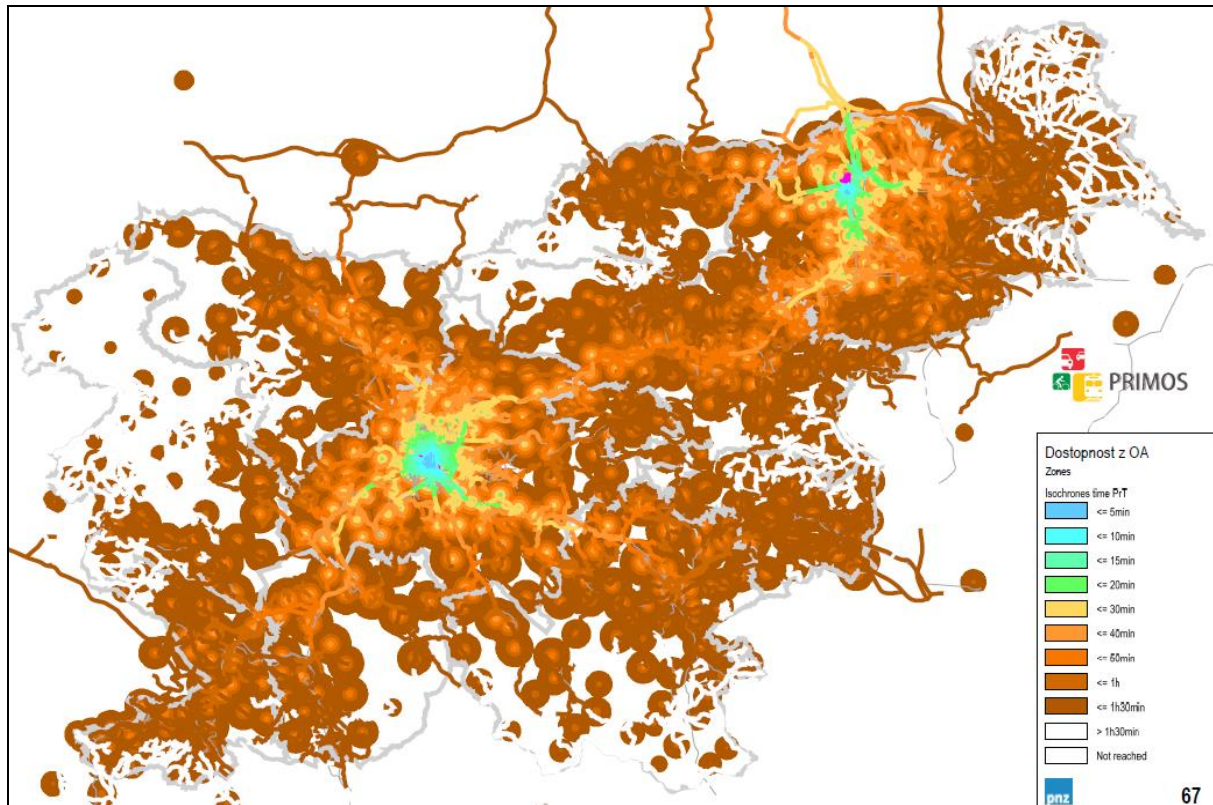 PRIMOS
Dostopnost z OA
Zones
Isochrones time PrT
<= 5min
<= 10min
<= 15min
<= 20min
<= 30min
<= 40min
<= 50min
<= 1h
<= 1h30min
> 1h30min
Not reached
pnz
67